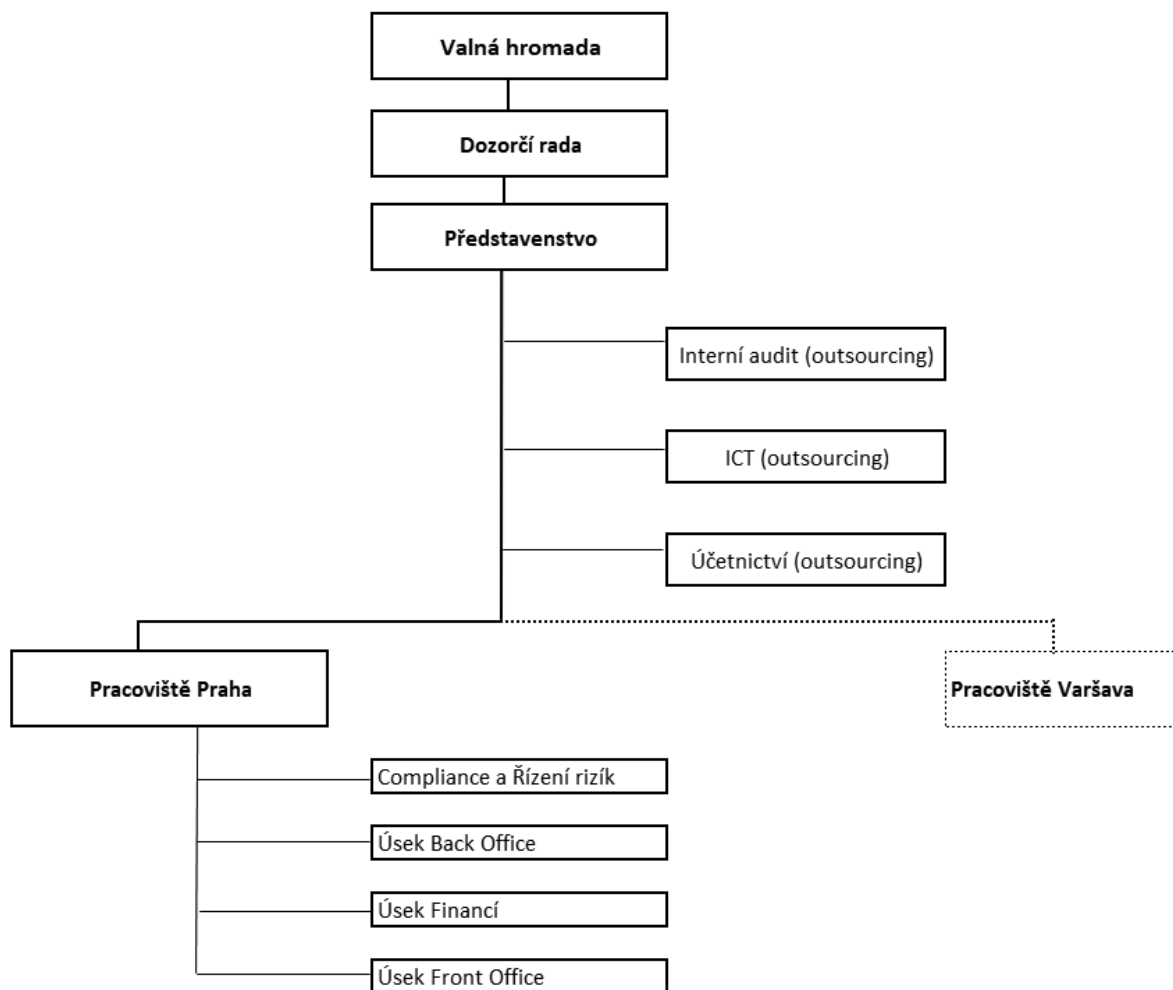 Valná hromada
Dozorčí rada
Představenstvo
Interní audit (outsourcing)
ICT (outsourcing)
Účetnictví (outsourcing)
Pracoviště Praha
Pracoviště Varšava
Compliance a Řízení rizík
Úsek Back Office
Úsek Financí
Úsek Front Office